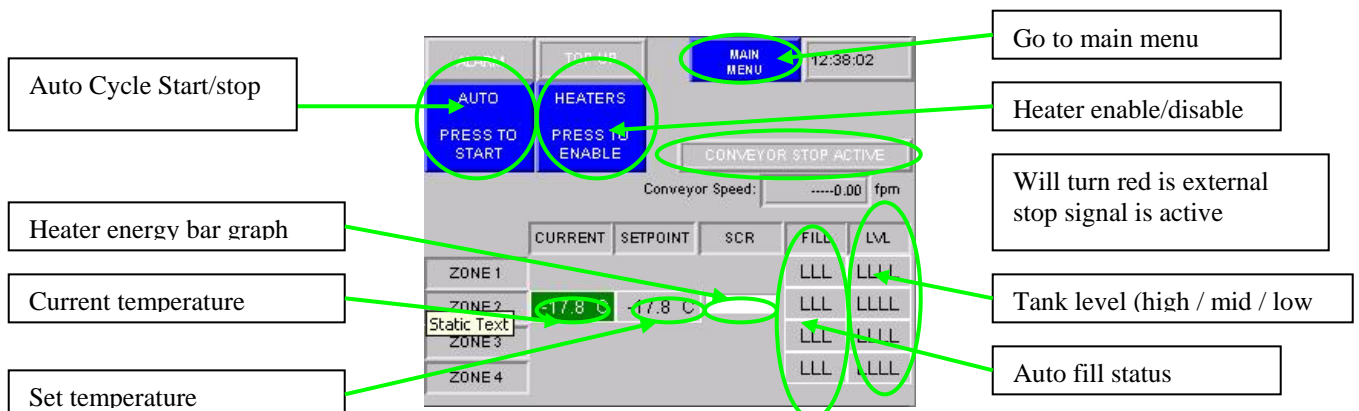 Go to main menu
ALARM TOP UP MAIN MENU 12:38:02
Auto Cycle Start/stop
AUTO
PRESS TO
START
HEATERS
PRESS TO
ENABLE
Heater enable/disable
CONVEYOR STOP ACTIVE
Conveyor Speed: -----0.00 fpm
Will turn red is external
stop signal is active
Heater energy bar graph
CURRENT SETPOINT SCR FILL LVL
ZONE 1 LLL LLLL
Current temperature
ZONE 2 -17.8 C -17.8 C LLL LLLL
Tank level (high / mid / low
Static Text
ZONE 3 LLL LLLL
ZONE 4 LLL LLLL
Auto fill status
Set temperature